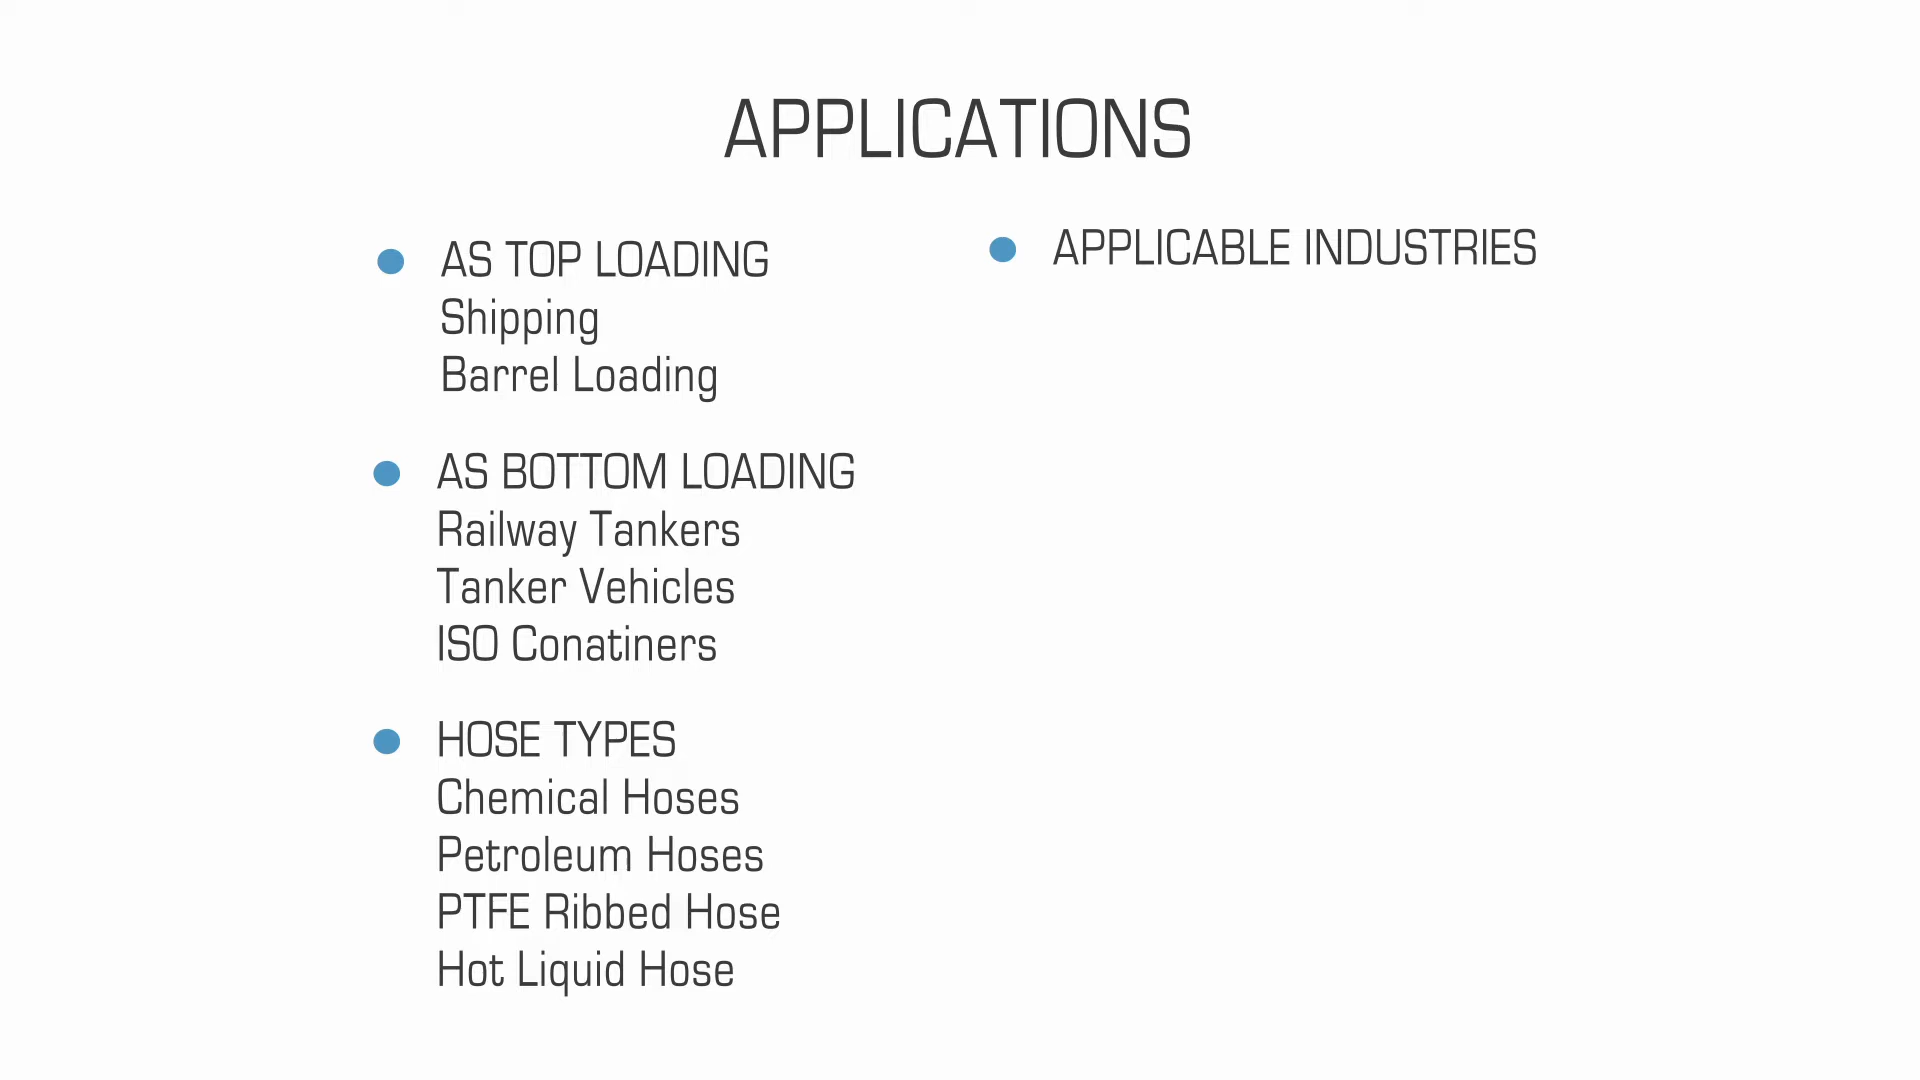 APPLICATIONS
AS TOP LOADING
Shipping
Barrel Loading
AS BOTTOM LOADING
Railway Tankers
Tanker Vehicles
ISO Conatiners
HOSE TYPES
Chemical Hoses
Petroleum Hoses
PTFE Ribbed Hose
Hot Liquid Hose
APPLICABLE INDUSTRIES